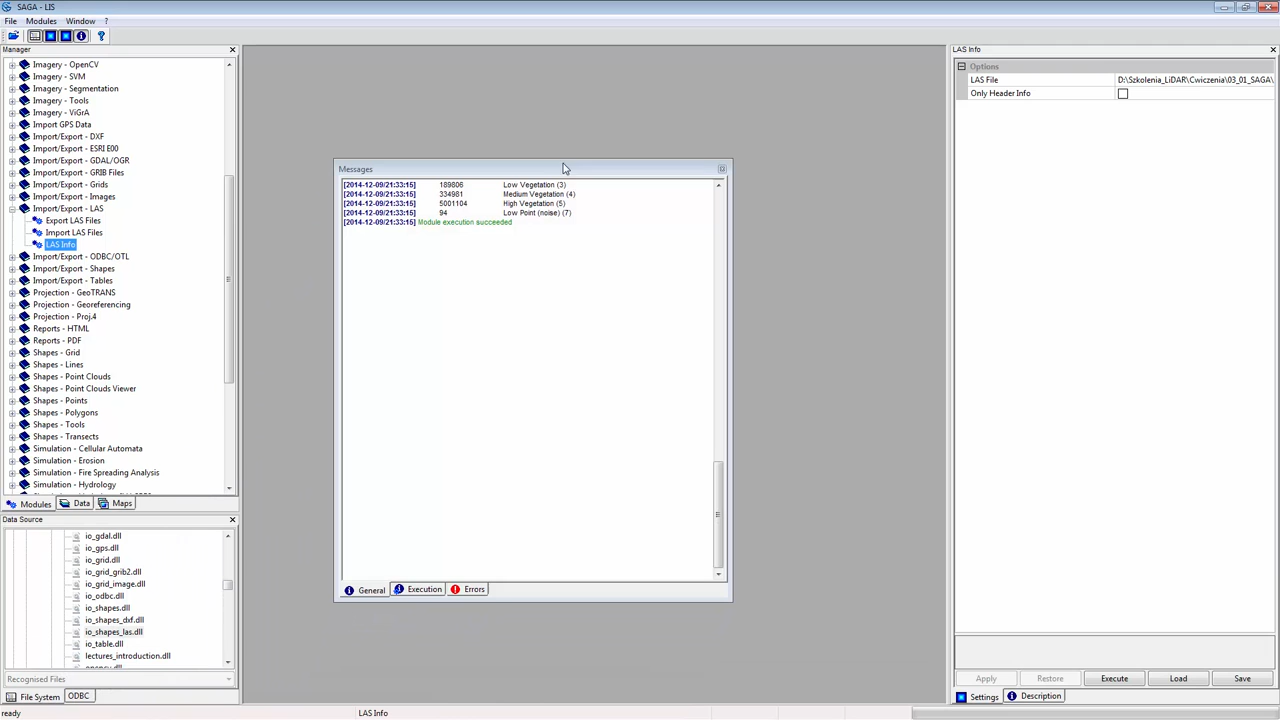 SAGA - LIS
File Modules Window ?
Manager
Imagery - OpenCV
Imagery - SVM
Imagery - Segmentation
Imagery - Tools
Imagery - ViGrA
Import GPS Data
Import/Export - DXF
Import/Export - ESRI E00
Import/Export - GDAL/OGR
Import/Export - GRIB Files
Import/Export - Grids
Import/Export - Images
Import/Export - LAS
Export LAS Files
Import LAS Files
LAS Info
Import/Export - ODBC/OTL
Import/Export - Shapes
Import/Export - Tables
Projection - GeoTRANS
Projection - Georeferencing
Projection - Proj.4
Reports - HTML
Reports - PDF
Shapes - Grid
Shapes - Lines
Shapes - Point Clouds
Shapes - Point Clouds Viewer
Shapes - Points
Shapes - Polygons
Shapes - Tools
Shapes - Transects
Simulation - Cellular Automata
Simulation - Erosion
Simulation - Fire Spreading Analysis
Simulation - Hydrology
Modules Data Maps
Data Source
io_gdal.dll
io_gps.dll
io_grid.dll
io_grid_grib2.dll
io_grid_image.dll
io_odbc.dll
io_shapes.dll
io_shapes_dxf.dll
io_shapes_las.dll
io_table.dll
lectures_introduction.dll
Recognised Files
File System ODBC
ready LAS Info
Messages
[2014-12-09/21:33:15] 189806 Low Vegetation (3)
[2014-12-09/21:33:15] 334981 Medium Vegetation (4)
[2014-12-09/21:33:15] 5001104 High Vegetation (5)
[2014-12-09/21:33:15] 94 Low Point (noise) (7)
[2014-12-09/21:33:15] Module execution succeeded
General Execution Errors
LAS Info
Options
LAS File D:\Szkolenia_LiDAR\Cwiczenia\03_01_SAGA\
Only Header Info
Apply Restore Execute Load Save
Settings Description